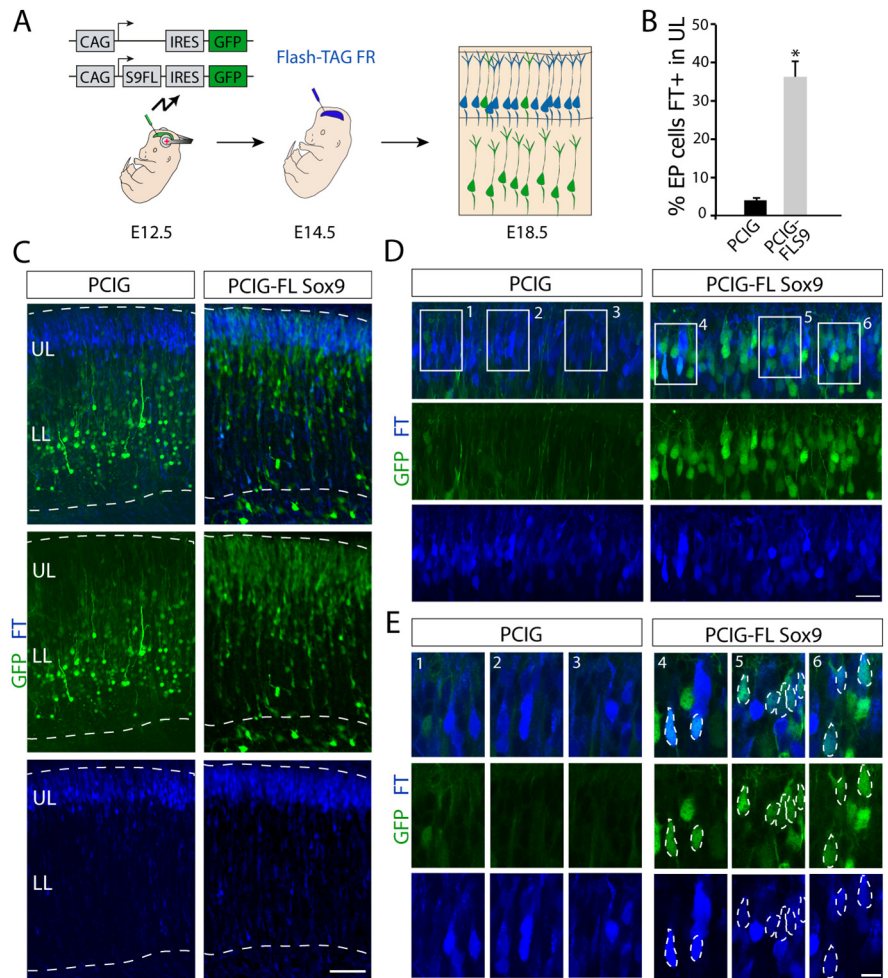 A
CAG IRES GFP
CAG S9FL IRES GFP
Flash-TAG FR
E12.5 E14.5 E18.5
B
% EP cells FT+ in UL
50
40
30
20
10
0
*
PCIG
PCIG-
FLS9
C
PCIG PCIG-FL Sox9
UL
LL
UL
LL
UL
LL
GFP FT
D
PCIG PCIG-FL Sox9
1 2 3 4 5 6
GFP FT
E
PCIG PCIG-FL Sox9
1 2 3 4 5 6
GFP FT